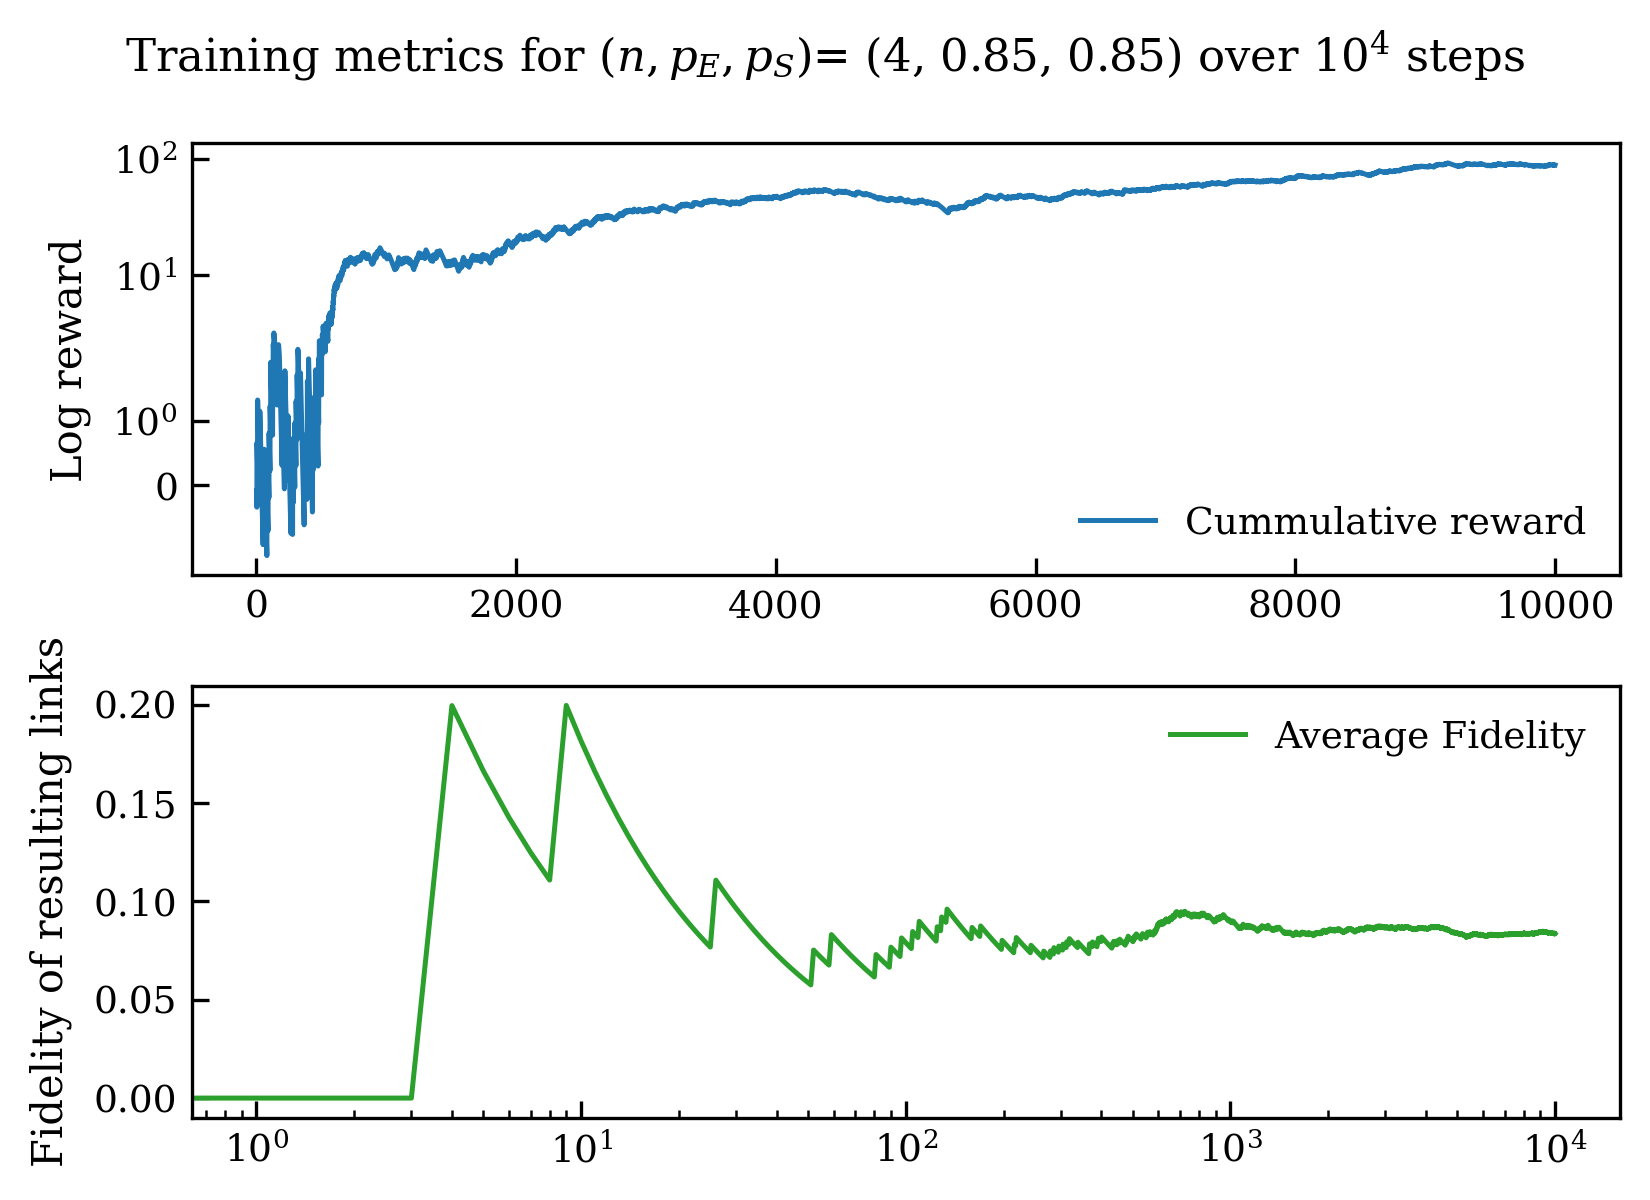 Training metrics for (n, p_E, p_S)= (4, 0.85, 0.85) over 10^4 steps
Log reward
10^2
10^1
10^0
0
Cummulative reward
0 2000 4000 6000 8000 10000
Fidelity of resulting links
0.20
0.15
0.10
0.05
0.00
Average Fidelity
10^0 10^1 10^2 10^3 10^4